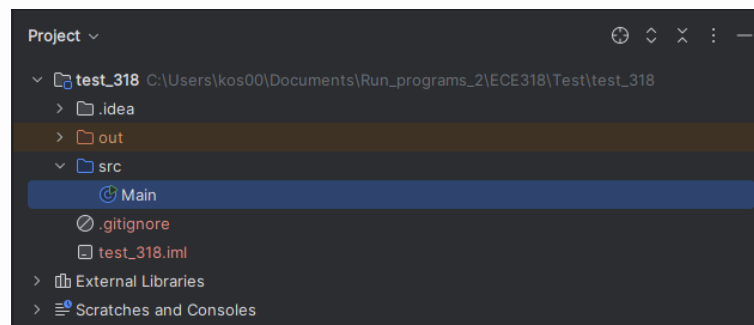 Project
test_318 C:\Users\kos00\Documents\Run_programs_2\ECE318\Test\test_318
.idea
out
src
Main
.gitignore
test_318.iml
External Libraries
Scratches and Consoles